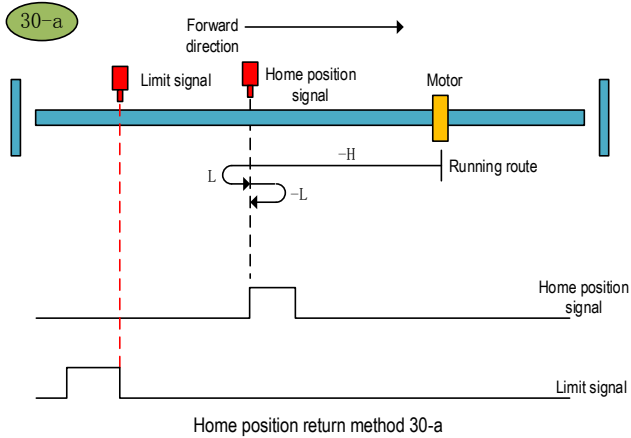 30-a
Forward
direction
Limit signal
Home position
signal
Motor
-H
Running route
L
-L
Home position
signal
Limit signal
Home position return method 30-a